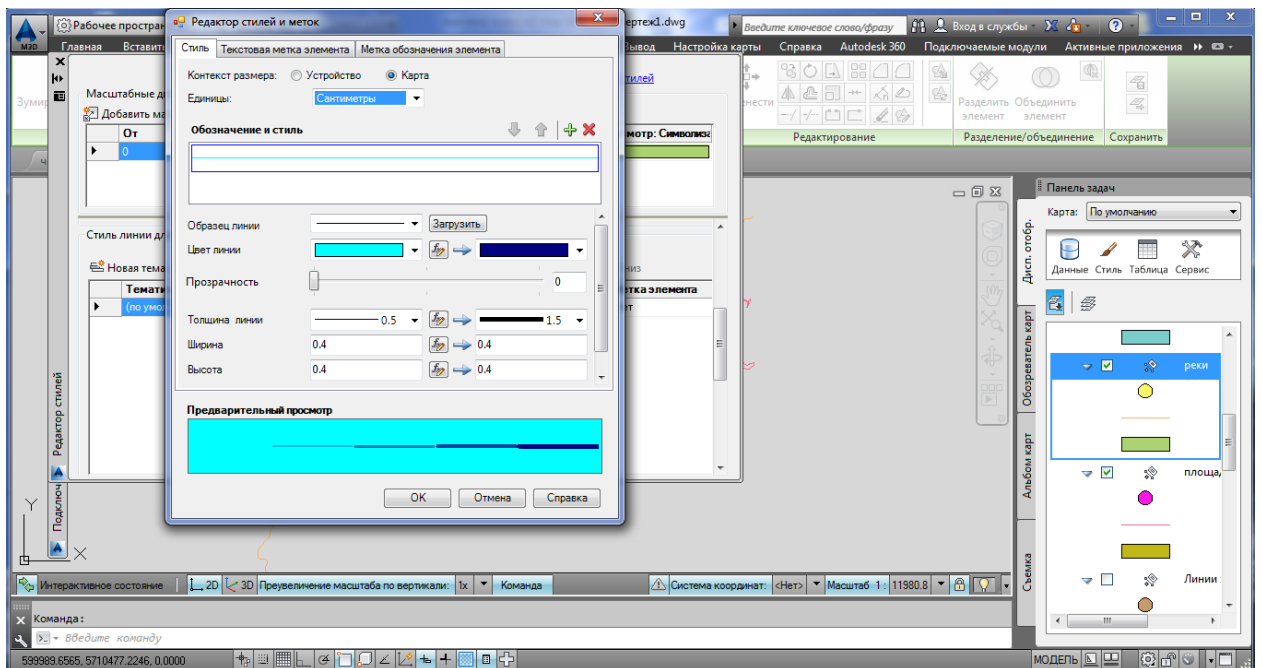 Рабочее простран
Редактор стилей и меток
ертеж1.dwg
Введите ключевое слово/фразу
Вход в службы
M3D
Главная Вставит
Вывод Настройка карты Справка Autodesk 360 Подключаемые модули Активные приложения
Стиль Текстовая метка элемента Метка обозначения элемента
Контекст размера: Устройство Карта
тилей
Зумир
Масштабные д
Единицы: Сантиметры
нести
Разделить элемент
Объединить элемент
Добавить ма
От
Обозначение и стиль
мотр: Символиза
Редактирование
Разделение/объединение
Сохранить
0
Панель задач
Карта: По умолчанию
Стиль линии дл
Образец линии Загрузить
Цвет линии
Данные Стиль Таблица Сервис
Новая тема
Прозрачность 0
низ
Темати
тка элемента
(по умол
ет
Толщина линии 0.5 1.5
Ширина 0.4 0.4
Высота 0.4 0.4
реки
Предварительный просмотр
площа
OK Отмена Справка
Линии
Редактор стилей
Подключ
Дисп. отобр.
Обозреватель карт
Альбом карт
Съемка
Y
X
Интерактивное состояние 2D 3D Преувеличение масштаба по вертикали: 1x Команда
Система координат: <Нет> Масштаб 1 : 11980.8
Команда:
Введите команду
599989.6565, 5710477.2246, 0.0000
МОДЕЛЬ